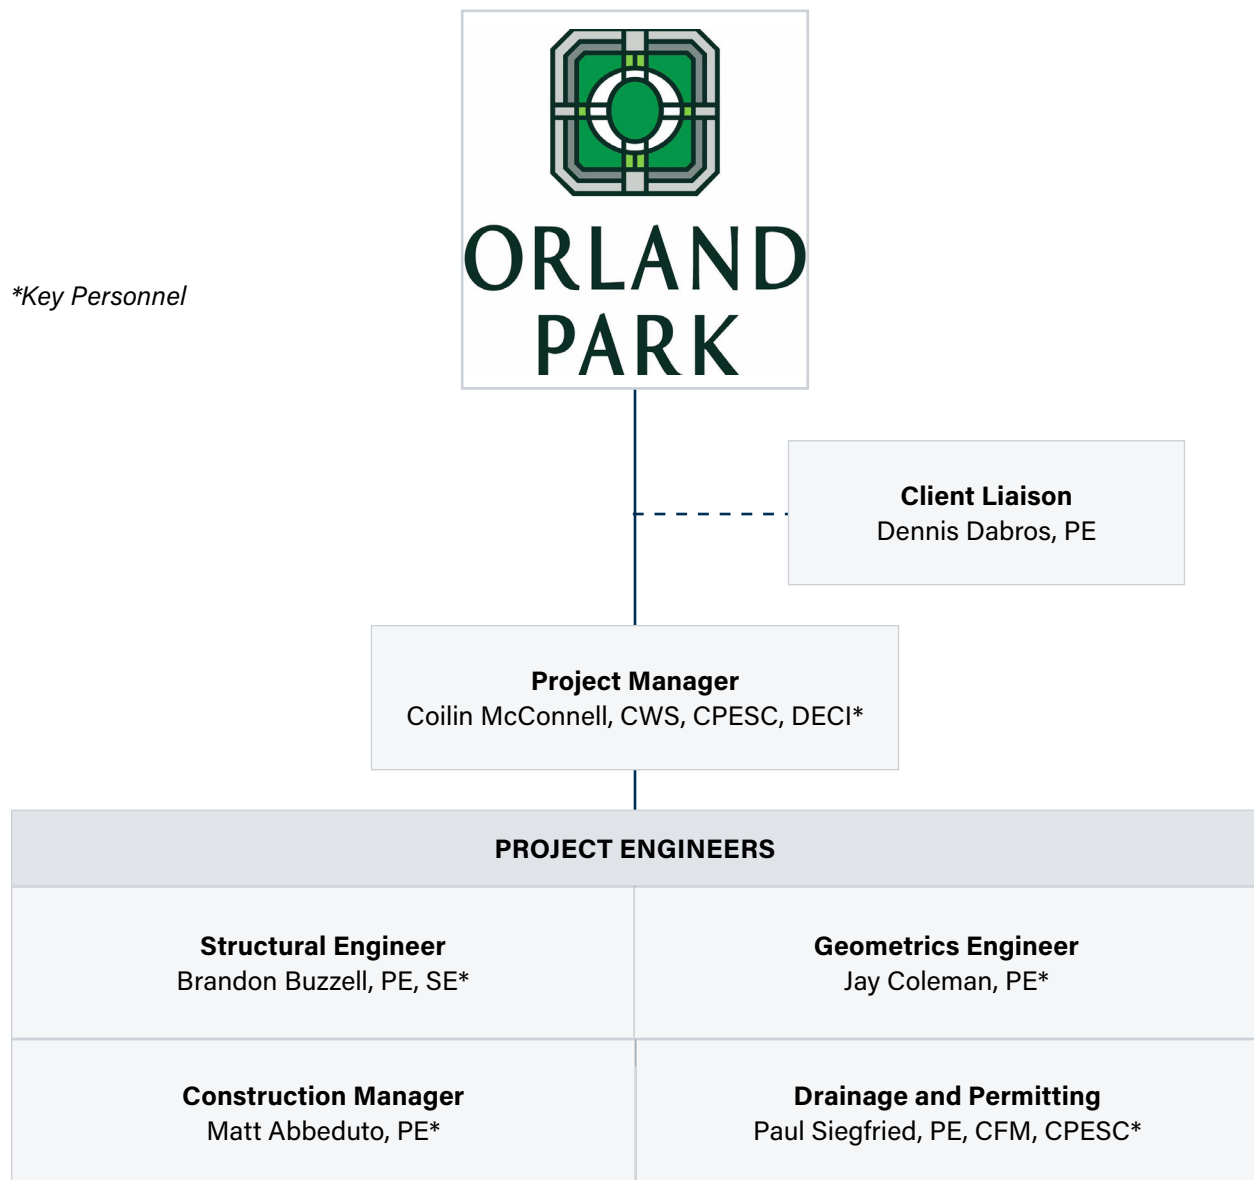 ORLAND
PARK
*Key Personnel
Client Liaison
Dennis Dabros, PE
Project Manager
Coilin McConnell, CWS, CPESC, DECI*
PROJECT ENGINEERS
Structural Engineer
Brandon Buzzell, PE, SE*
Geometrics Engineer
Jay Coleman, PE*
Construction Manager
Matt Abbeduto, PE*
Drainage and Permitting
Paul Siegfried, PE, CFM, CPESC*